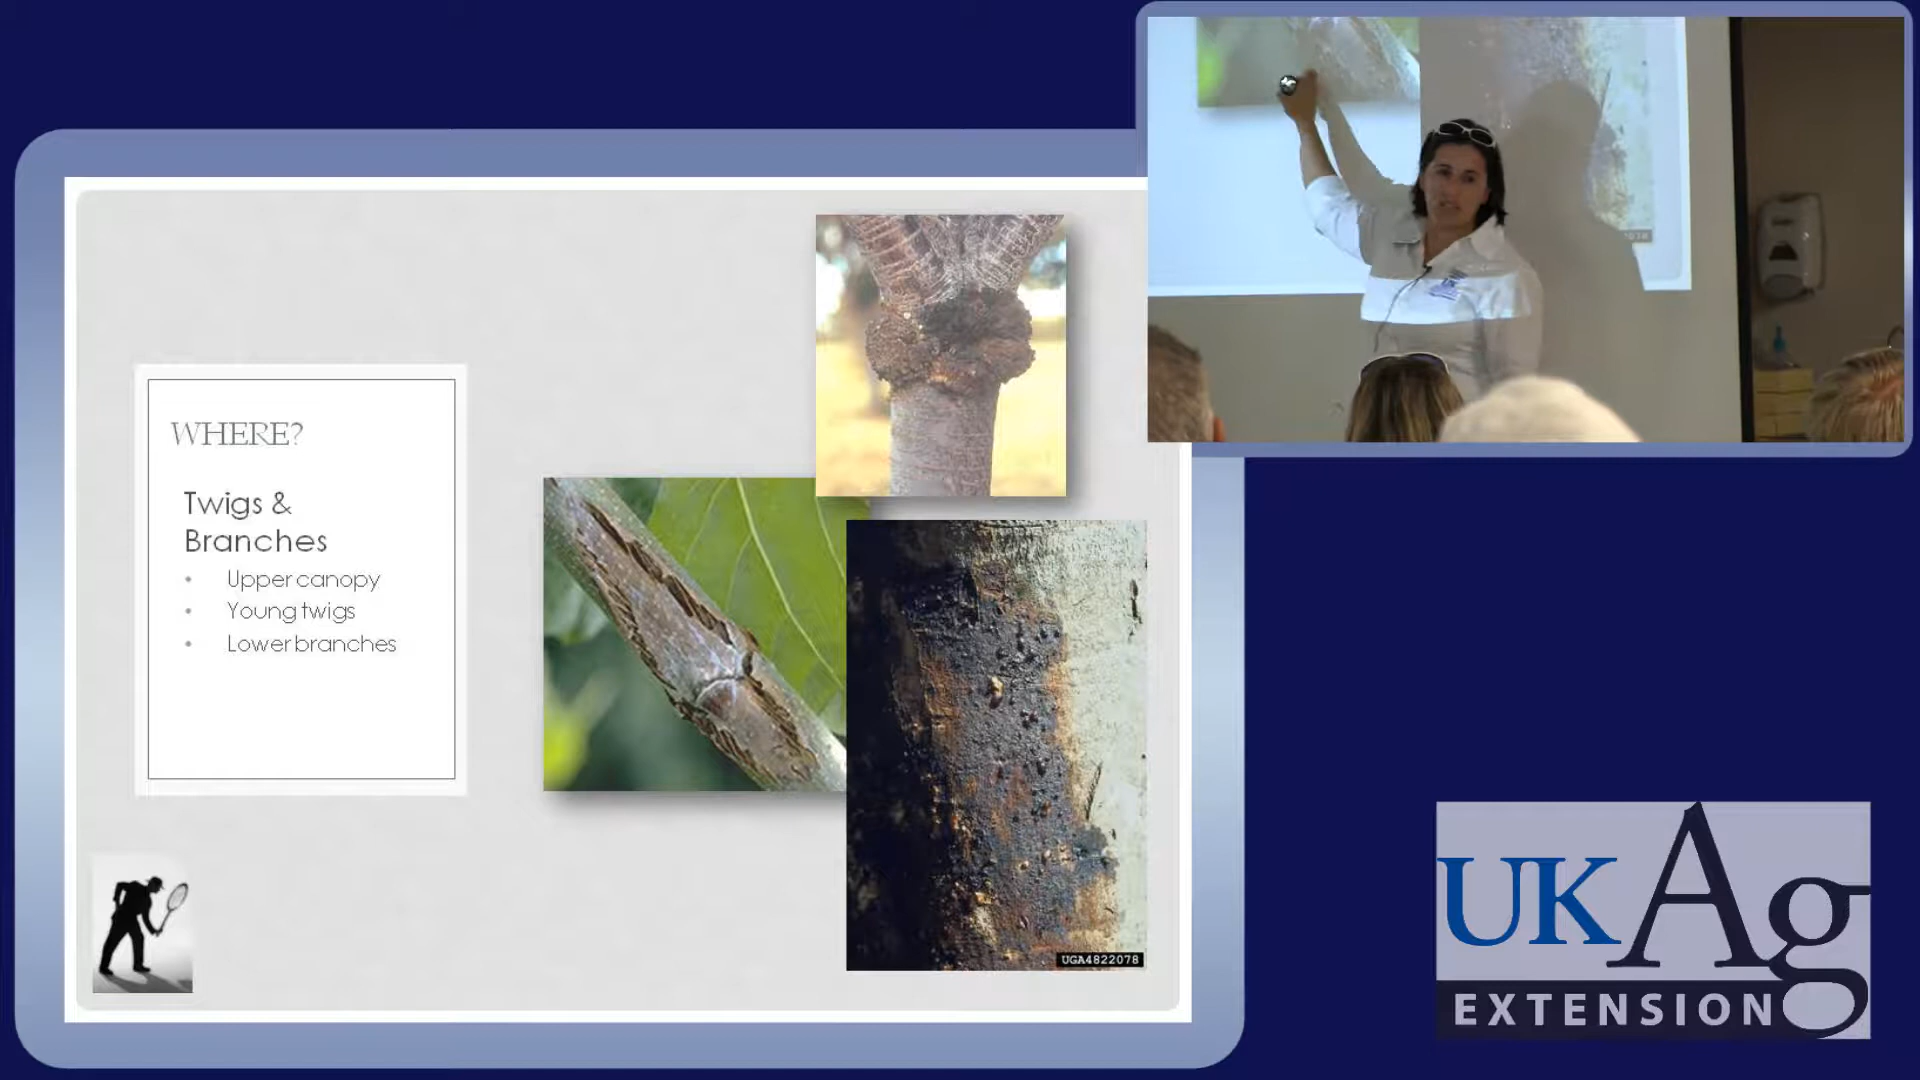 WHERE?
Twigs &
Branches
• Upper canopy
• Young twigs
• Lower branches
UGA4822078
UKAg
EXTENSION